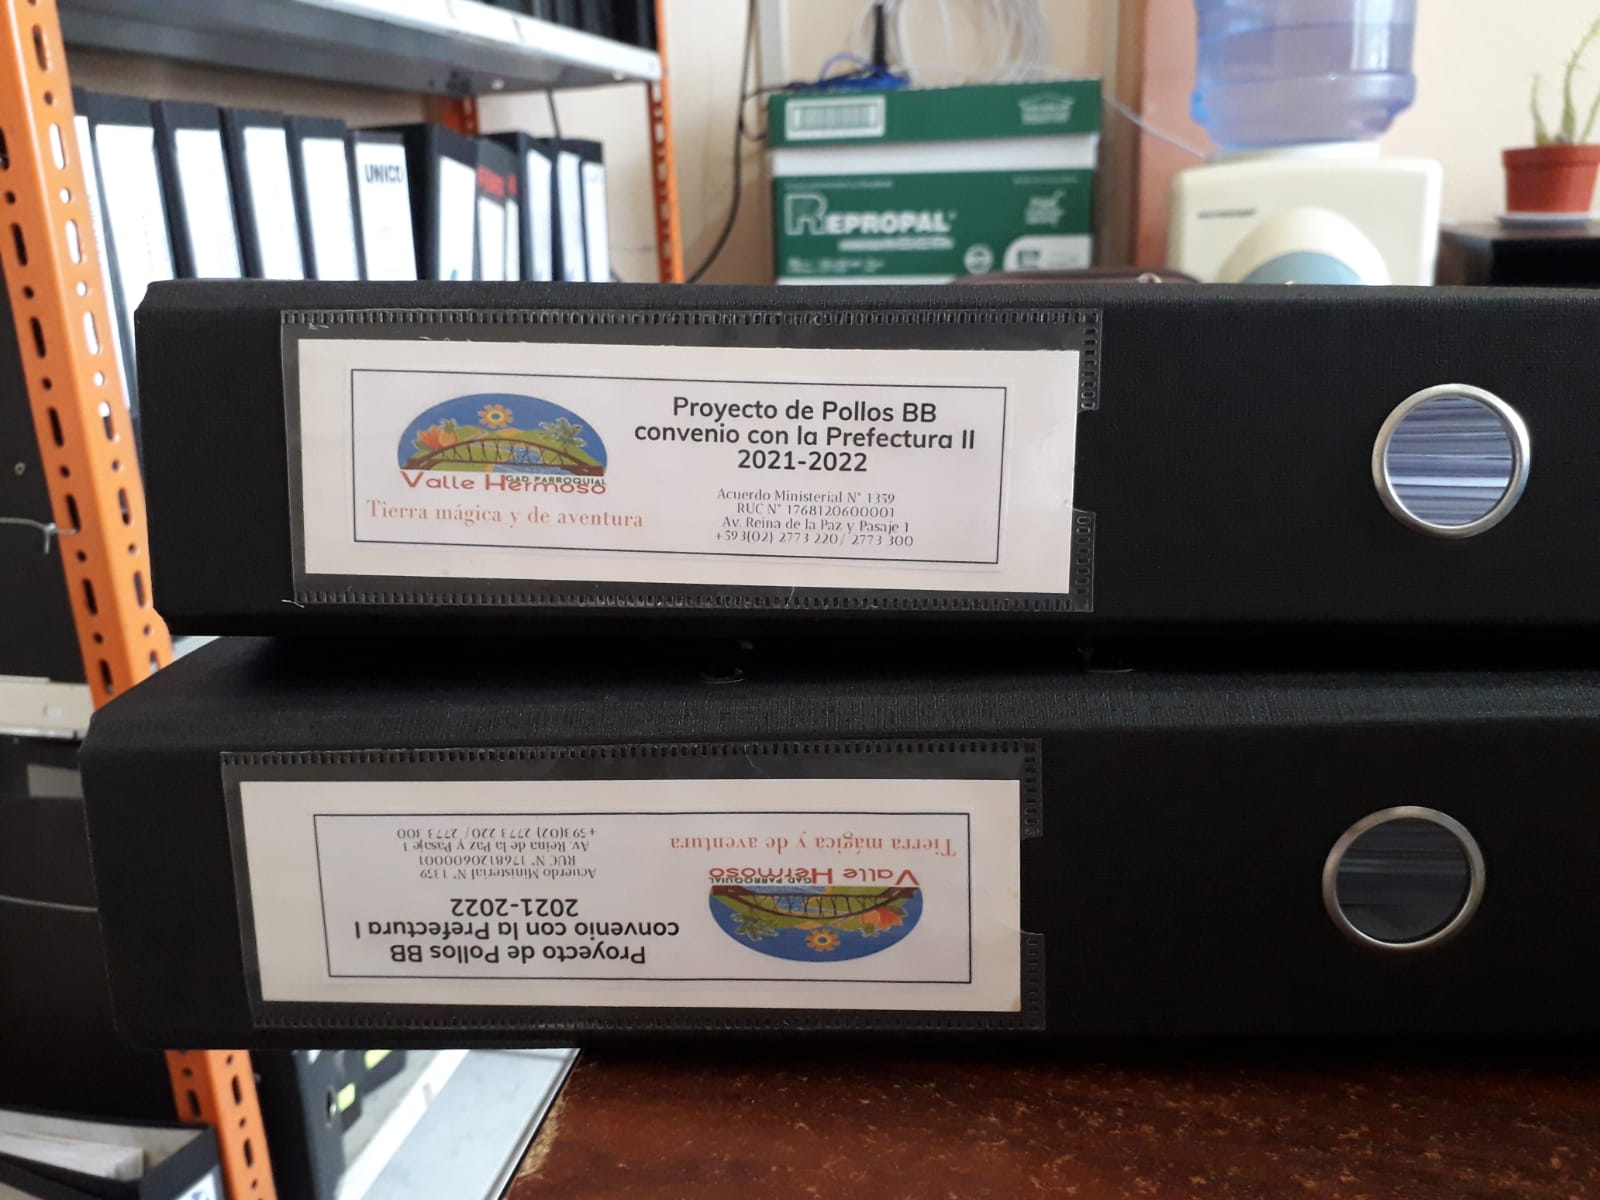 UNICO
REPROPAL
Proyecto de Pollos BB
convenio con la Prefectura II
2021-2022
GAD PARROQUIAL
Valle Hermoso
Tierra mágica y de aventura
Acuerdo Ministerial N° 1359
RUC N° 1768120600001
Av. Reina de la Paz y Pasaje 1
+593(02) 2773 220/ 2773 300
Proyecto de Pollos BB
convenio con la Prefectura I
2021-2022
GAD PARROQUIAL
Valle Hermoso
Tierra mágica y de aventura
Acuerdo Ministerial N° 1359
RUC N° 1768120600001
Av. Reina de la Paz y Pasaje 1
+593(02) 2773 220/ 2773 300